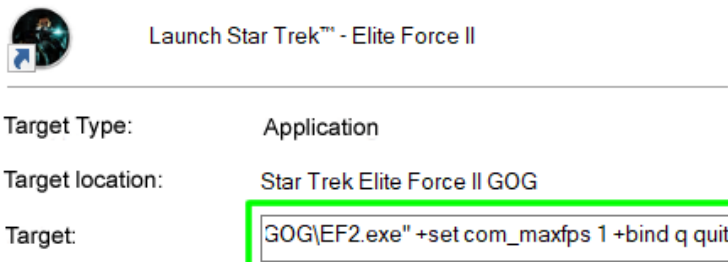 Launch Star Trek™ - Elite Force II
Target Type: Application
Target location: Star Trek Elite Force II GOG
Target: GOG\EF2.exe" +set com_maxfps 1 +bind q quit